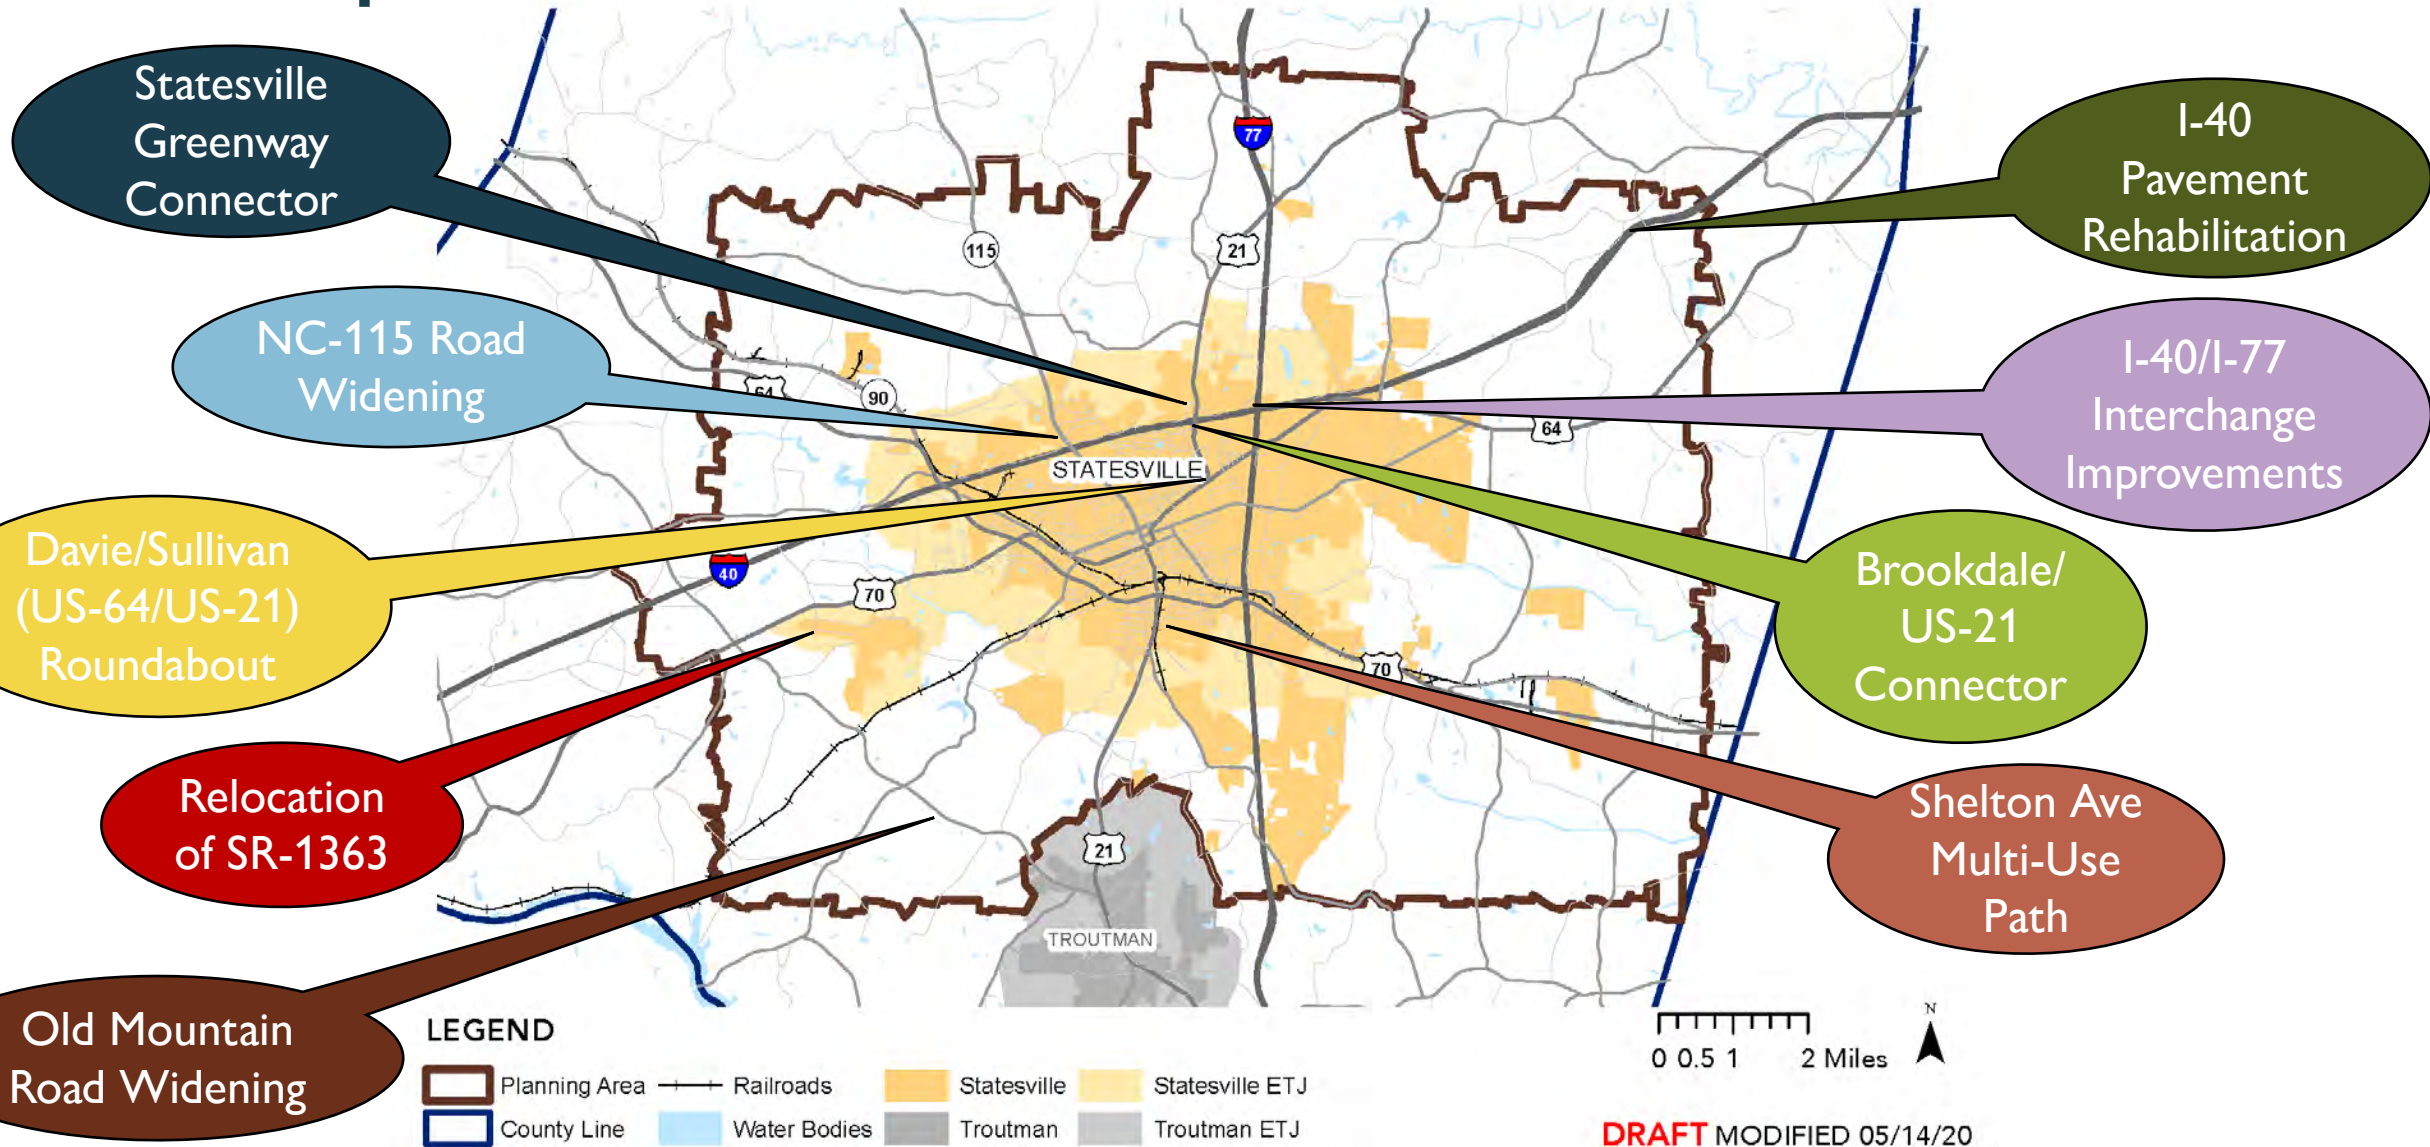 Statesville
Greenway
Connector
NC-115 Road
Widening
Davie/Sullivan
(US-64/US-21)
Roundabout
Relocation
of SR-1363
Old Mountain
Road Widening
I-40
Pavement
Rehabilitation
I-40/I-77
Interchange
Improvements
Brookdale/
US-21
Connector
Shelton Ave
Multi-Use
Path
77
115
21
64
90
64
STATESVILLE
40
70
70
21
TROUTMAN
LEGEND
Planning Area
Railroads
Statesville
Statesville ETJ
County Line
Water Bodies
Troutman
Troutman ETJ
0 0.5 1 2 Miles
N
DRAFT MODIFIED 05/14/20